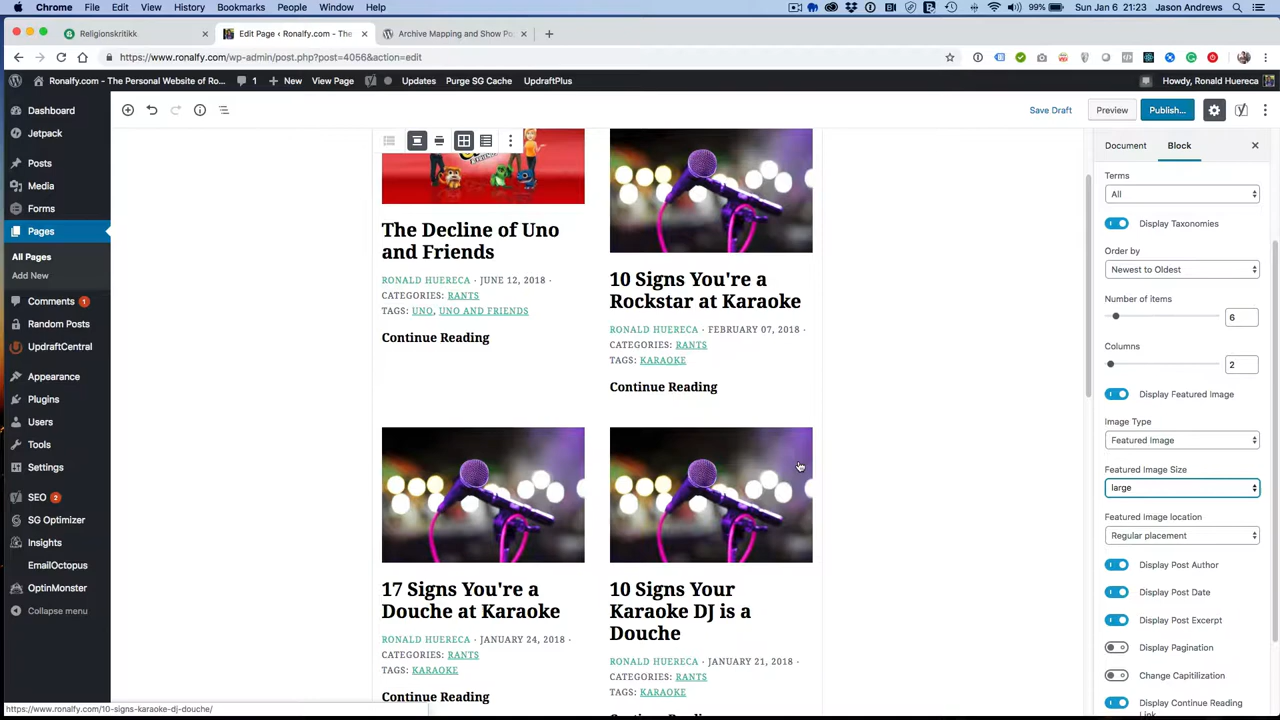 Chrome File Edit View History Bookmarks People Window Help 99% Sun Jan 6 21:23 Jason Andrews
Religionskritikk Edit Page ‹ Ronalfy.com - The Archive Mapping and Show Po
https://www.ronalfy.com/wp-admin/post.php?post=4056&action=edit
Ronalfy.com - The Personal Website of Ro... 1 New View Page Updates Purge SG Cache UpdraftPlus Howdy, Ronald Huereca
Save Draft Preview Publish...
Dashboard
Jetpack
Posts
Media
Forms
Pages
All Pages
Add New
Comments 1
Random Posts
UpdraftCentral
Appearance
Plugins
Users
Tools
Settings
SEO 2
SG Optimizer
Insights
EmailOctopus
OptinMonster
Collapse menu
The Decline of Uno
and Friends
RONALD HUERECA · JUNE 12, 2018 ·
CATEGORIES: RANTS
TAGS: UNO, UNO AND FRIENDS
Continue Reading
10 Signs You're a
Rockstar at Karaoke
RONALD HUERECA · FEBRUARY 07, 2018 ·
CATEGORIES: RANTS
TAGS: KARAOKE
Continue Reading
17 Signs You're a
Douche at Karaoke
RONALD HUERECA · JANUARY 24, 2018 ·
CATEGORIES: RANTS
TAGS: KARAOKE
Continue Reading
10 Signs Your
Karaoke DJ is a
Douche
RONALD HUERECA · JANUARY 21, 2018 ·
CATEGORIES: RANTS
TAGS: KARAOKE
Document Block
Terms
All
Display Taxonomies
Order by
Newest to Oldest
Number of items
6
Columns
2
Display Featured Image
Image Type
Featured Image
Featured Image Size
large
Featured Image location
Regular placement
Display Post Author
Display Post Date
Display Post Excerpt
Display Pagination
Change Capitilization
Display Continue Reading
Link
https://www.ronalfy.com/10-signs-karaoke-dj-douche/